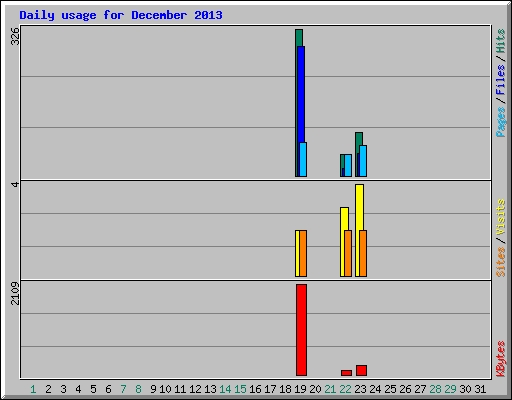 Daily usage for December 2013
326
4
2109
Pages / Files / Hits
Sites / Visits
KBytes
1 2 3 4 5 6 7 8 9 10 11 12 13 14 15 16 17 18 19 20 21 22 23 24 25 26 27 28 29 30 31